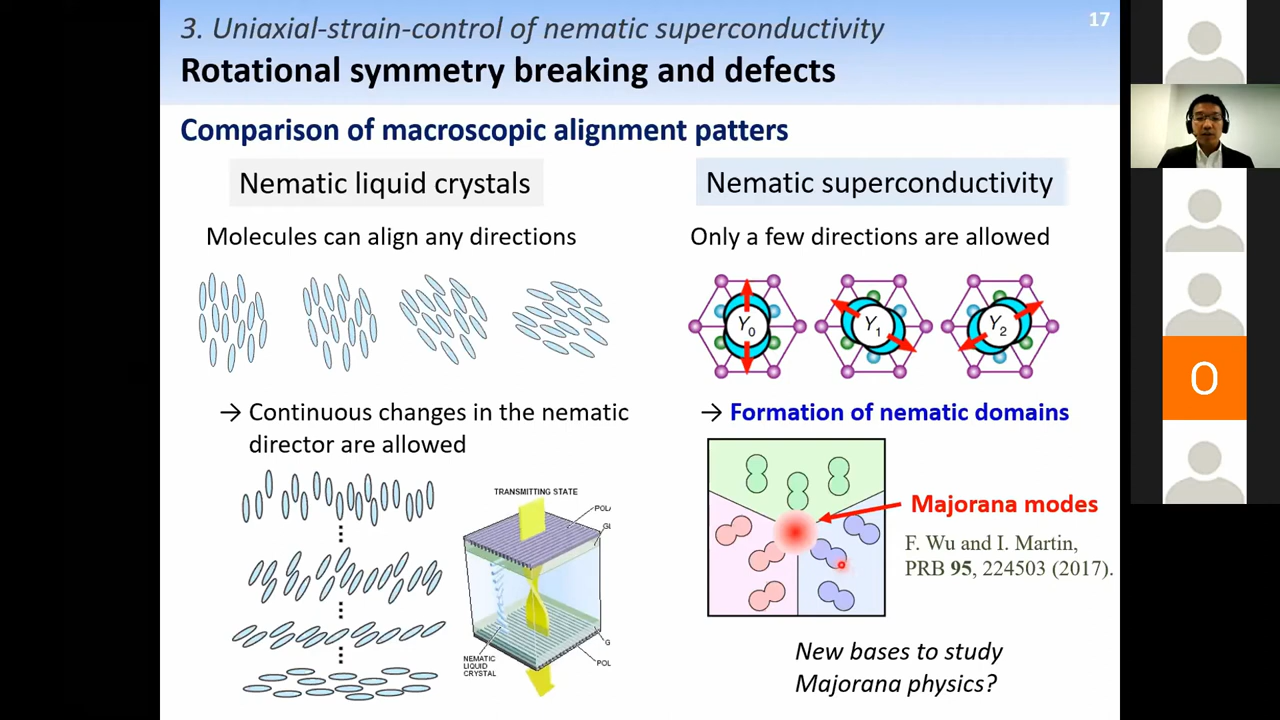 3. Uniaxial-strain-control of nematic superconductivity
17
Rotational symmetry breaking and defects
Comparison of macroscopic alignment patters
Nematic liquid crystals
Molecules can align any directions
→ Continuous changes in the nematic
director are allowed
TRANSMITTING STATE
POLA
GL
G
POL
NEMATIC
LIQUID
CRYSTAL
Nematic superconductivity
Only a few directions are allowed
Y0
Y1
Y2
→ Formation of nematic domains
Majorana modes
F. Wu and I. Martin,
PRB 95, 224503 (2017).
New bases to study
Majorana physics?
O